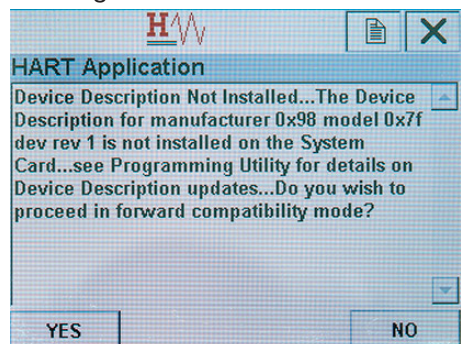 H
HART Application
Device Description Not Installed...The Device
Description for manufacturer 0x98 model 0x7f
dev rev 1 is not installed on the System
Card...see Programming Utility for details on
Device Description updates...Do you wish to
proceed in forward compatibility mode?
YES NO